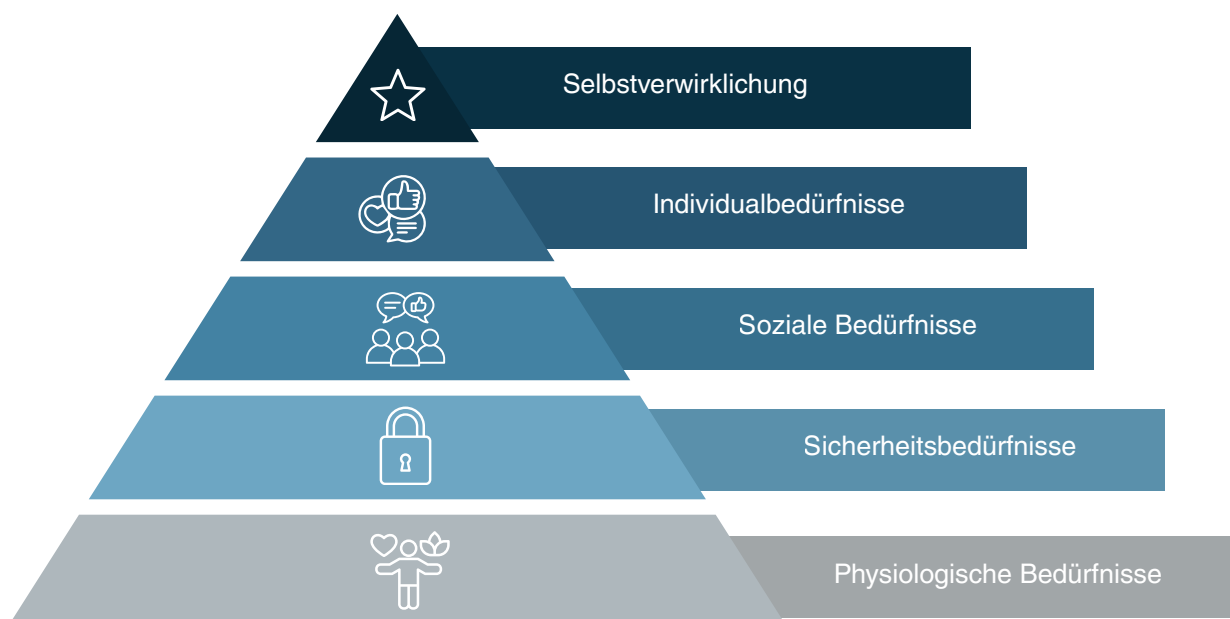 Selbstverwirklichung
Individualbedürfnisse
Soziale Bedürfnisse
Sicherheitsbedürfnisse
Physiologische Bedürfnisse